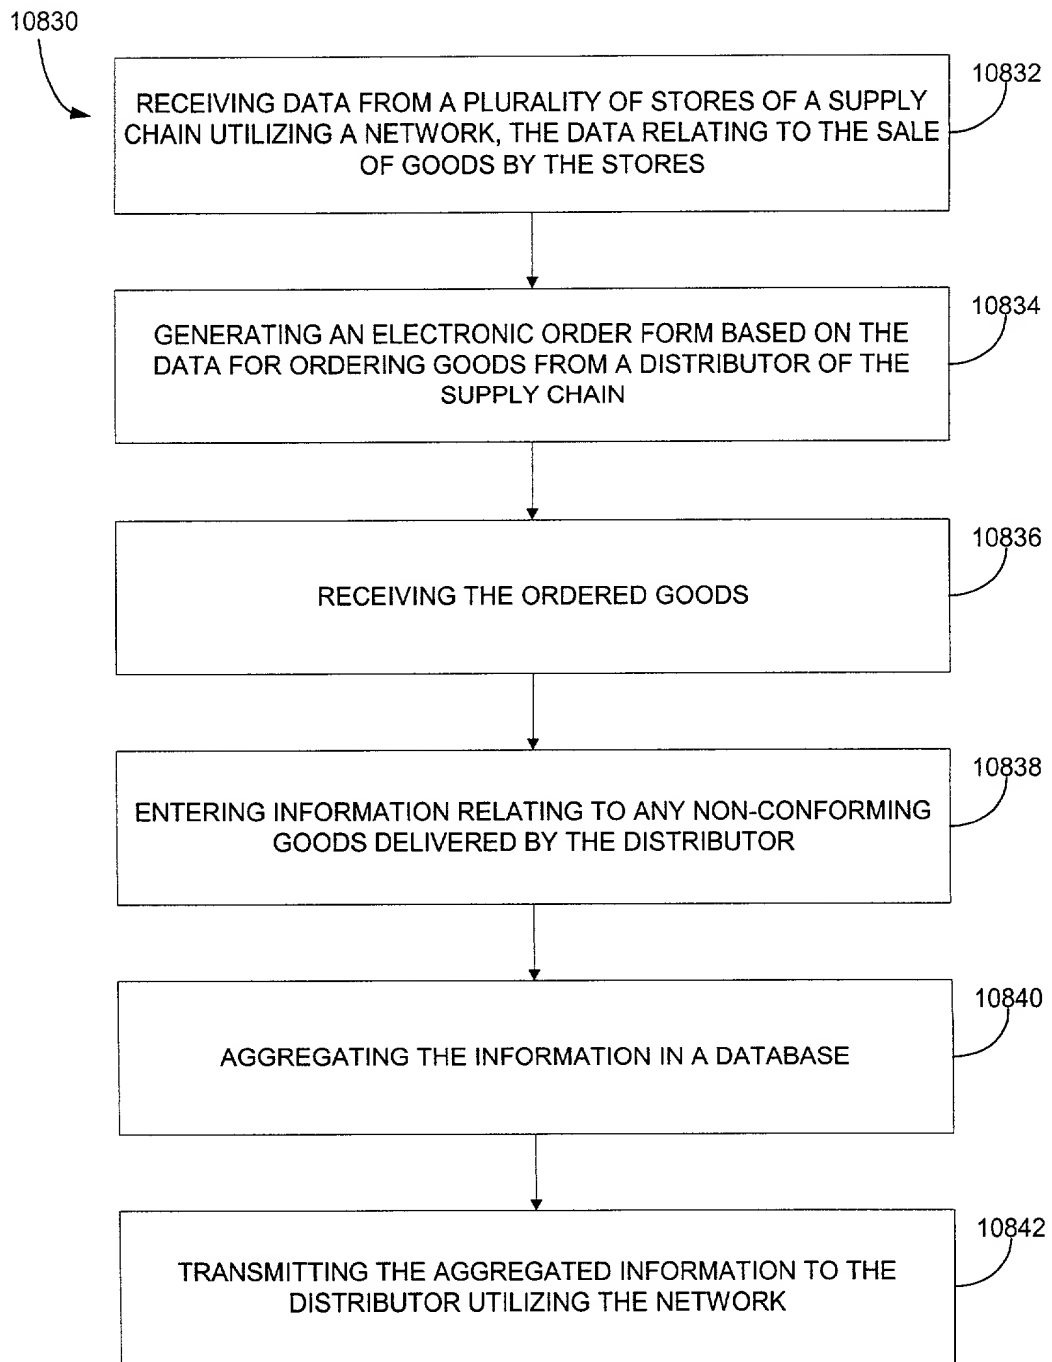 10830
10832
RECEIVING DATA FROM A PLURALITY OF STORES OF A SUPPLY
CHAIN UTILIZING A NETWORK, THE DATA RELATING TO THE SALE
OF GOODS BY THE STORES
10834
GENERATING AN ELECTRONIC ORDER FORM BASED ON THE
DATA FOR ORDERING GOODS FROM A DISTRIBUTOR OF THE
SUPPLY CHAIN
10836
RECEIVING THE ORDERED GOODS
10838
ENTERING INFORMATION RELATING TO ANY NON-CONFORMING
GOODS DELIVERED BY THE DISTRIBUTOR
10840
AGGREGATING THE INFORMATION IN A DATABASE
10842
TRANSMITTING THE AGGREGATED INFORMATION TO THE
DISTRIBUTOR UTILIZING THE NETWORK